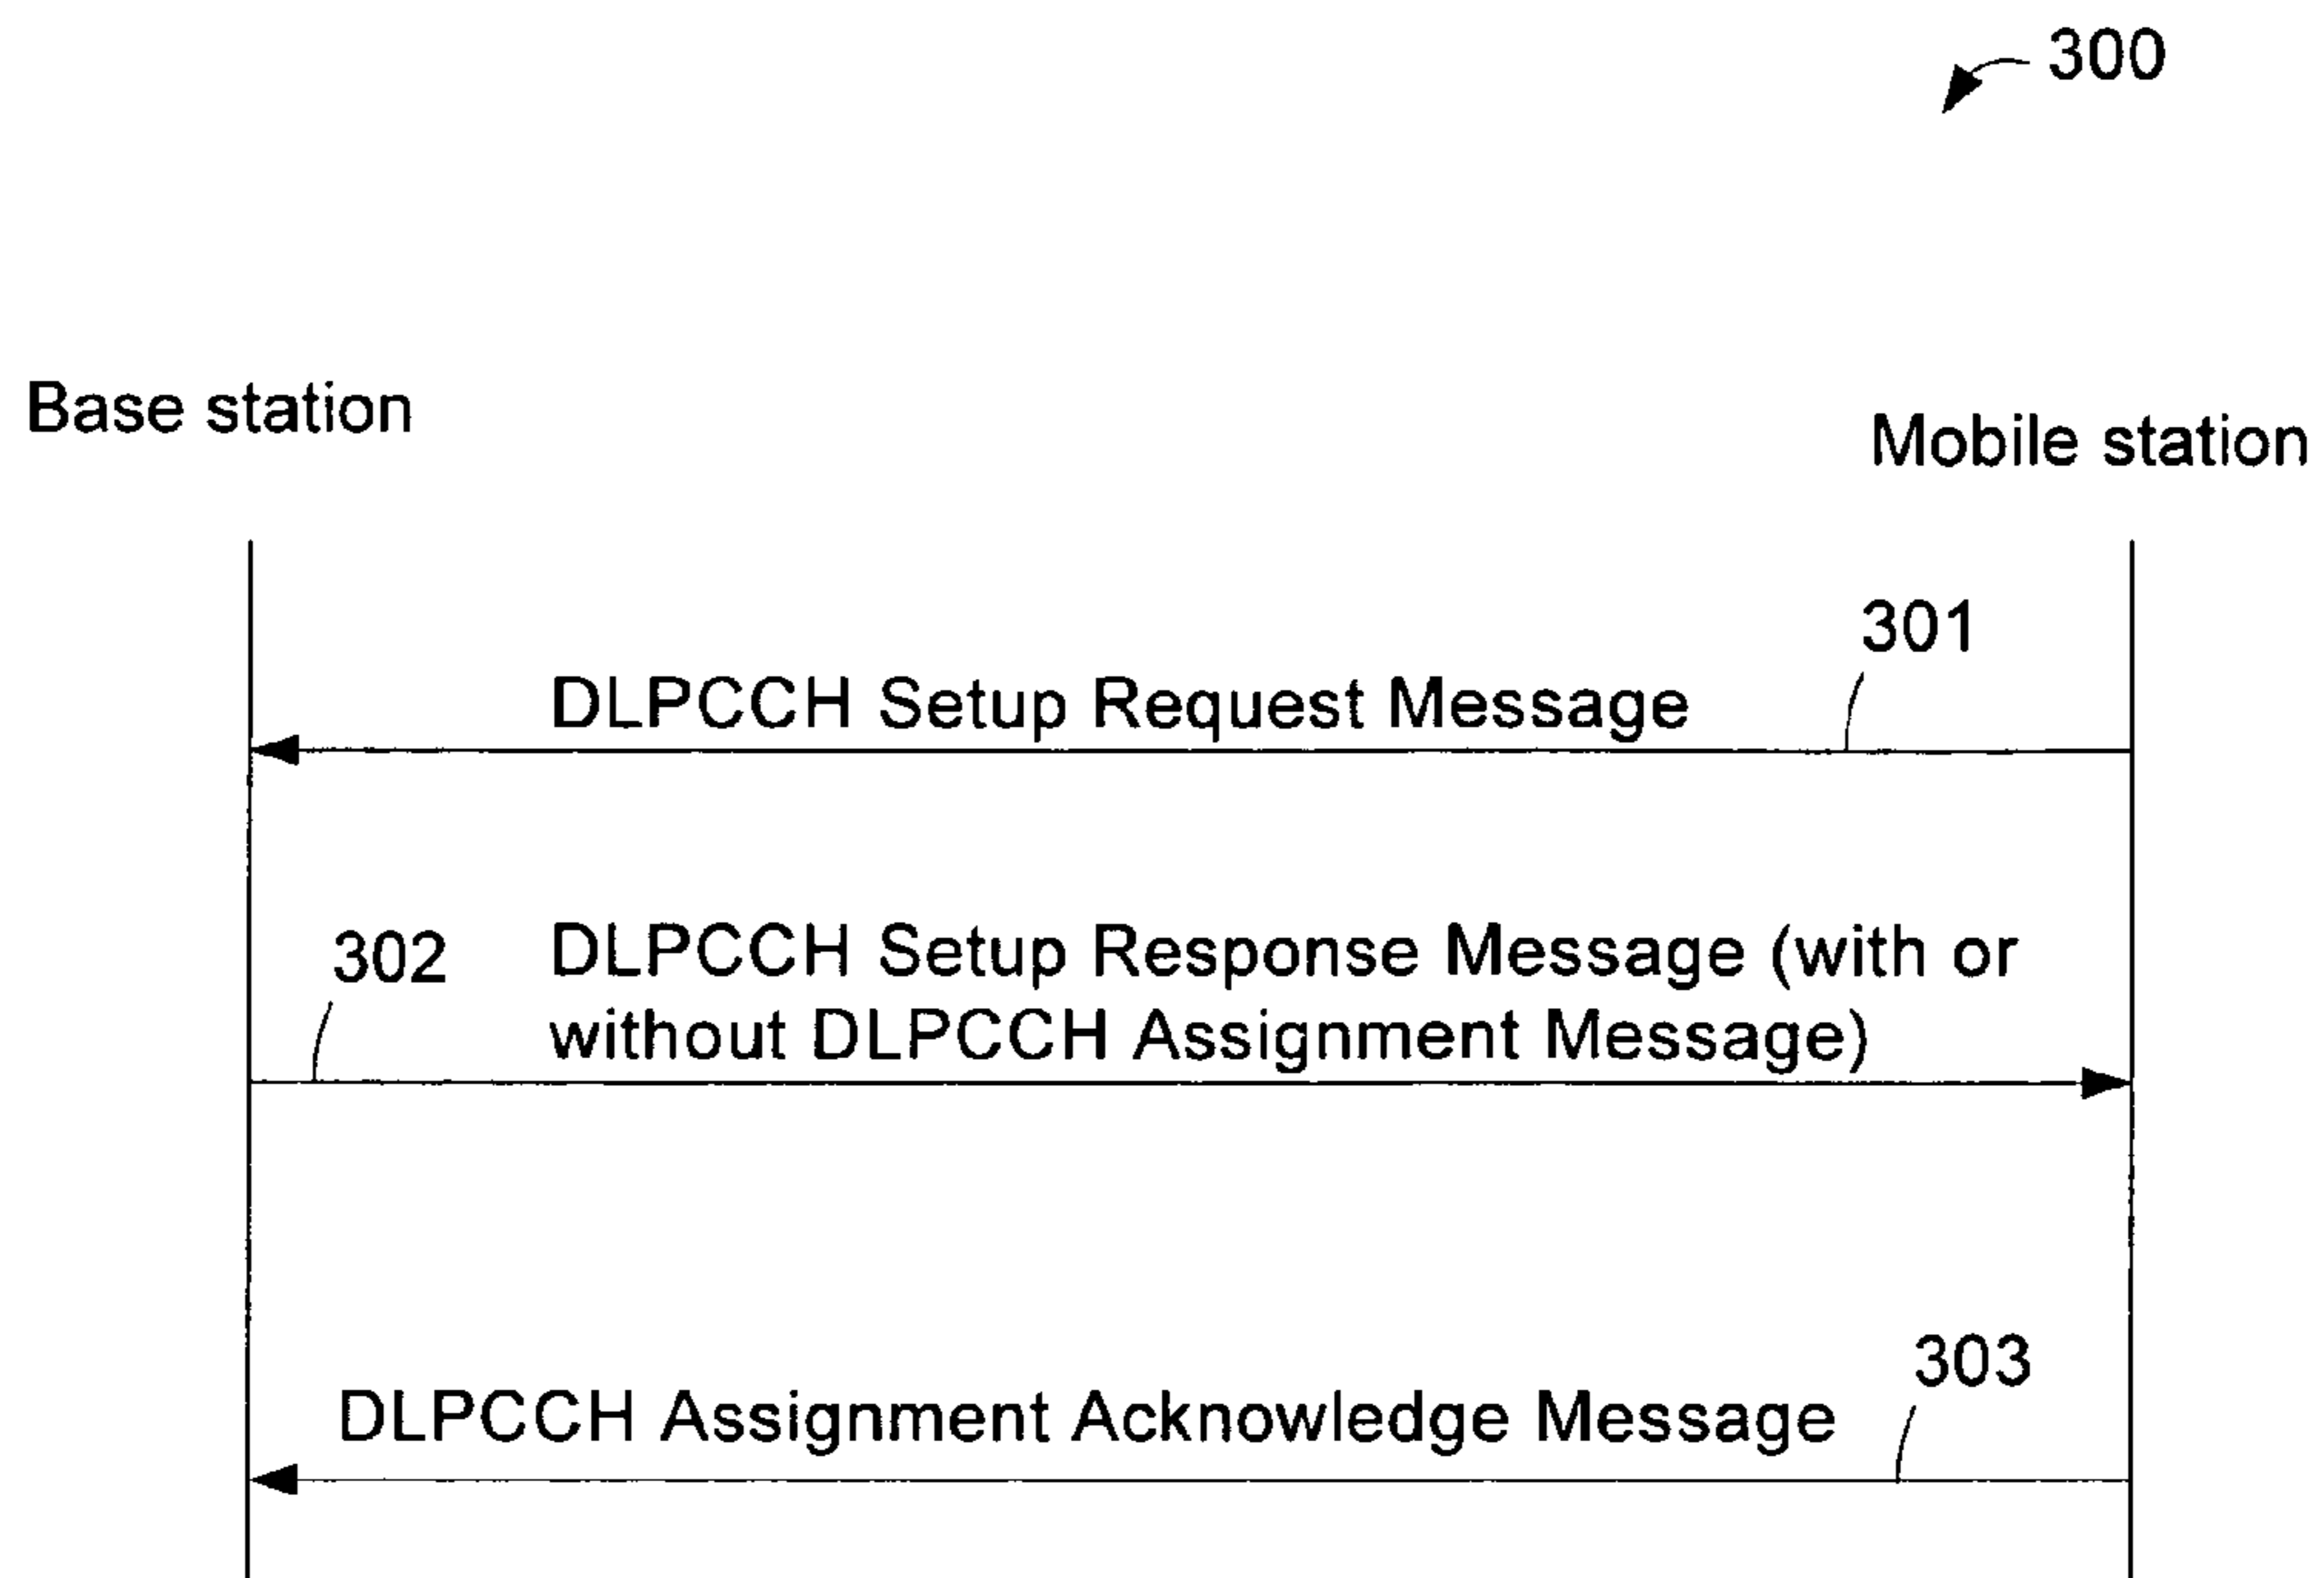 300
Base station
Mobile station
301
DLPCCH Setup Request Message
302
DLPCCH Setup Response Message (with or
without DLPCCH Assignment Message)
303
DLPCCH Assignment Acknowledge Message